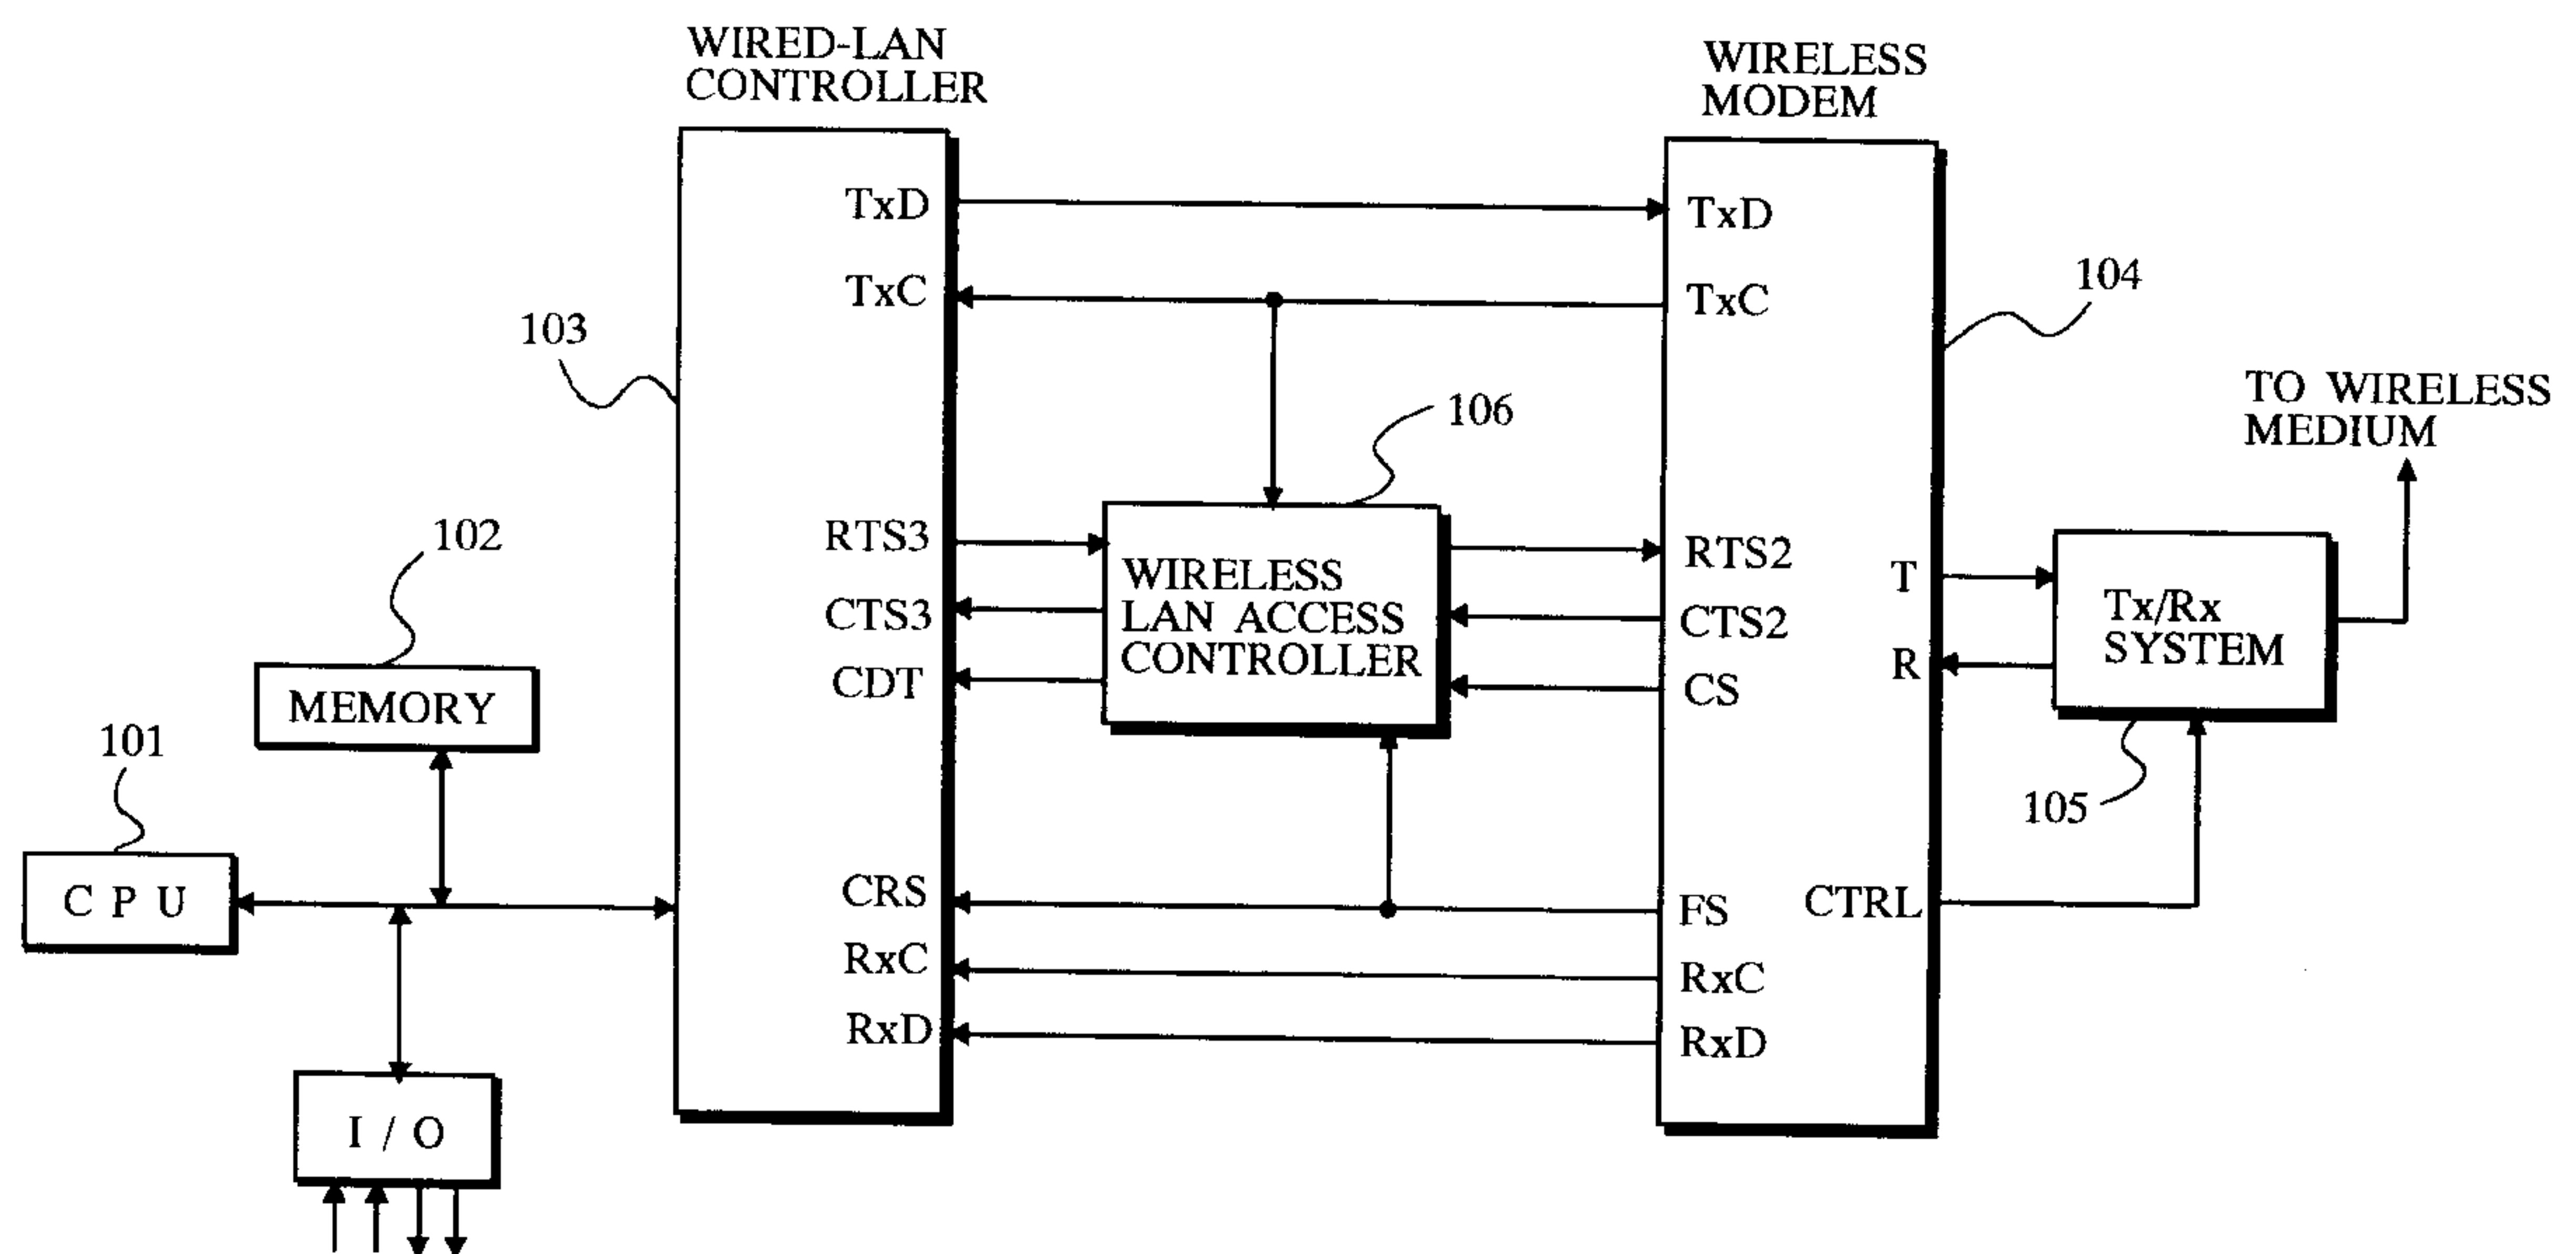 WIRED-LAN
CONTROLLER
WIRELESS
MODEM
TxD
TxD
TxC
TxC
103
104
TO WIRELESS
MEDIUM
106
102
RTS3
RTS2
WIRELESS
LAN ACCESS
CONTROLLER
CTS3
CTS2
CDT
CS
T
R
Tx/Rx
SYSTEM
MEMORY
101
105
CPU
CRS
FS
CTRL
RxC
RxC
RxD
RxD
I/O